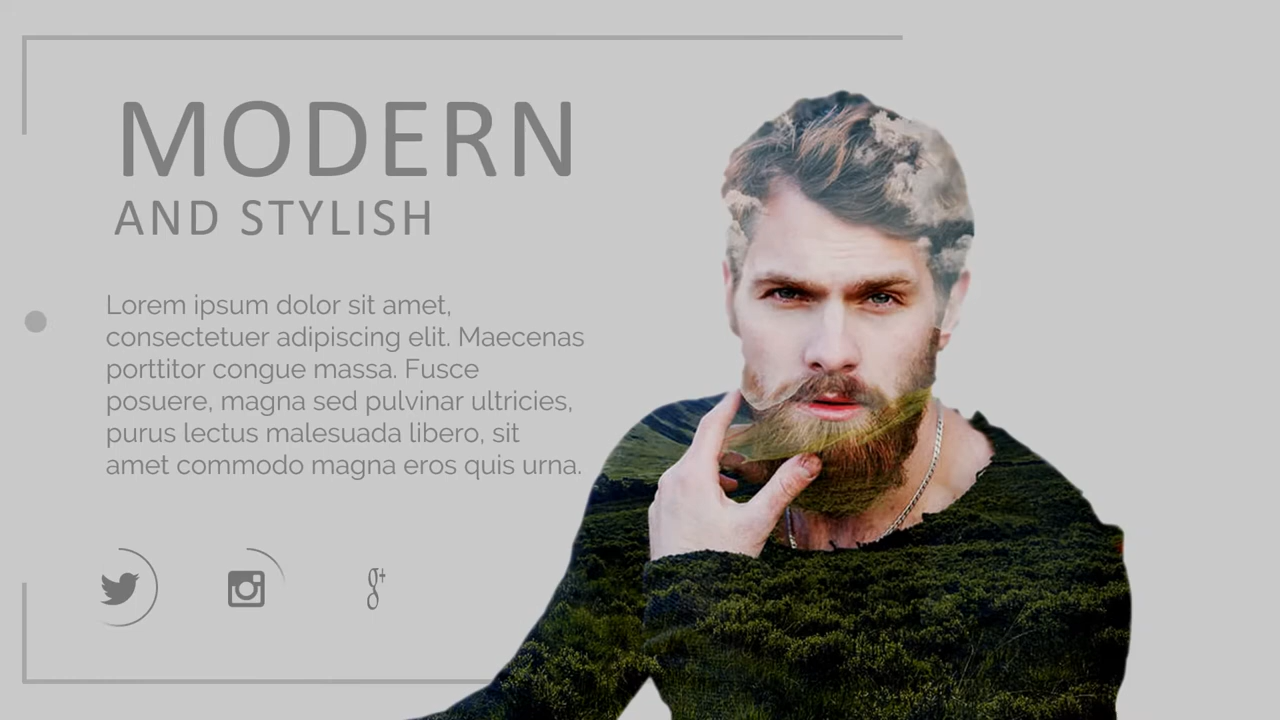 MODERN
AND STYLISH
Lorem ipsum dolor sit amet,
consectetuer adipiscing elit. Maecenas
porttitor congue massa. Fusce
posuere, magna sed pulvinar ultricies,
purus lectus malesuada libero, sit
amet commodo magna eros quis urna.
g+